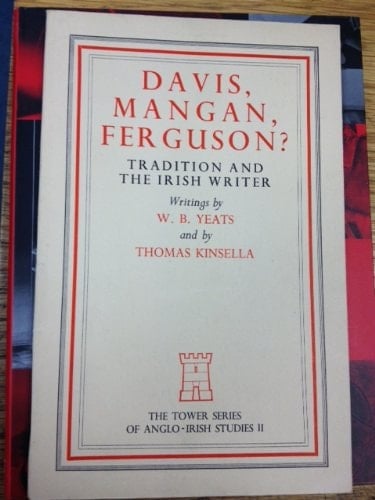 DAVIS,
MANGAN,
FERGUSON?
TRADITION AND
THE IRISH WRITER
Writings by
W. B. YEATS
and by
THOMAS KINSELLA
THE TOWER SERIES
OF ANGLO-IRISH STUDIES II